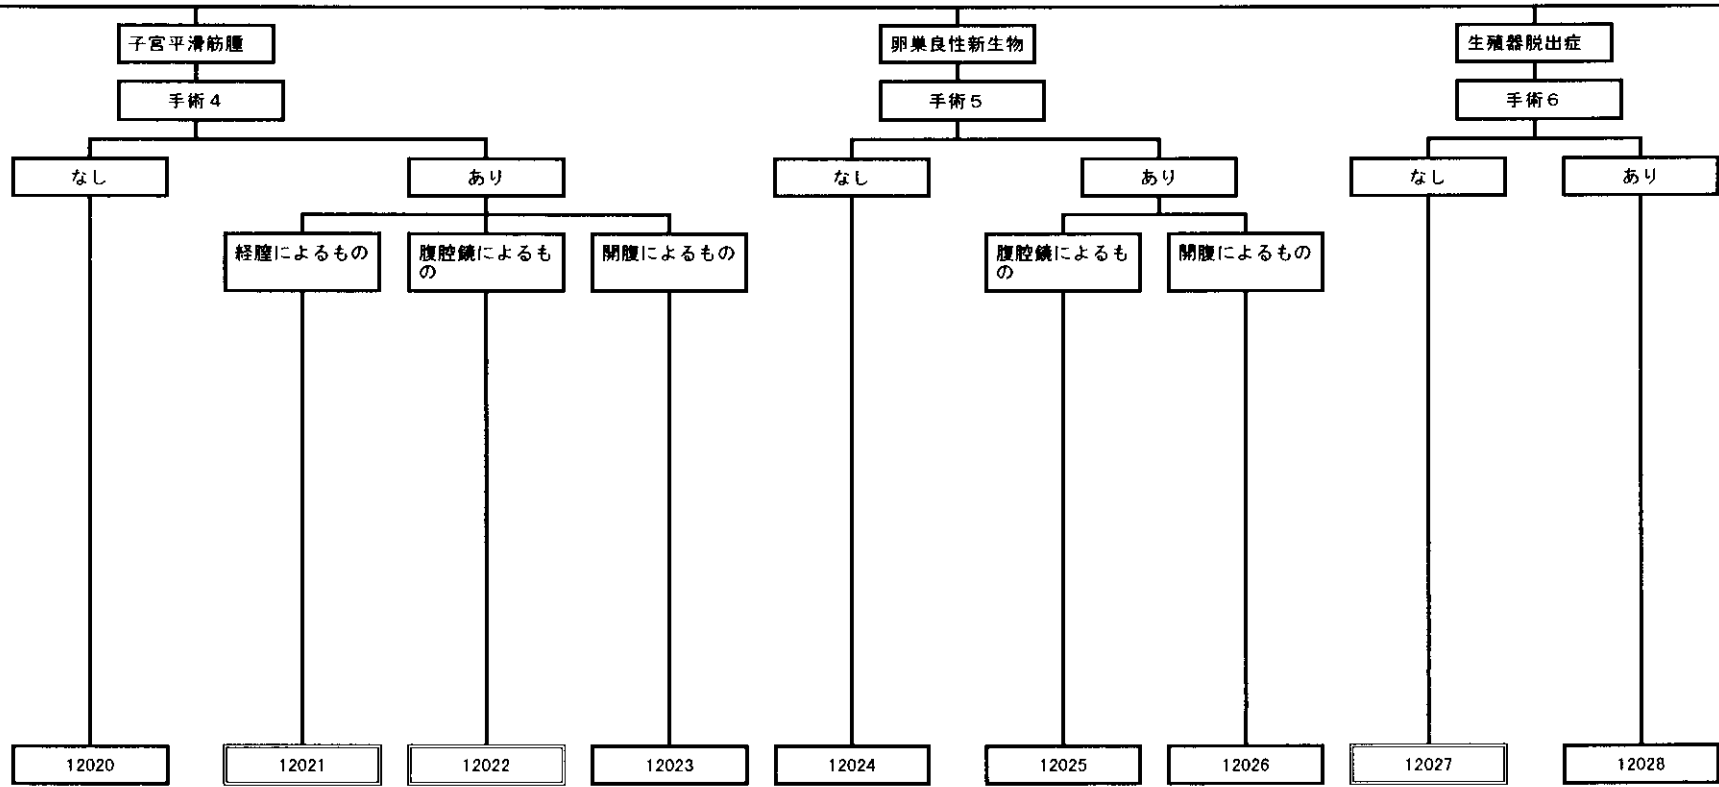 子宮平滑筋腫
卵巣良性新生物
生殖器脱出症
手術4
手術5
手術6
なし
あり
なし
あり
なし
あり
経膣によるもの
腹腔鏡によるも
の
開腹によるもの
腹腔鏡によるも
の
開腹によるもの
12020
12021
12022
12023
12024
12025
12026
12027
12028